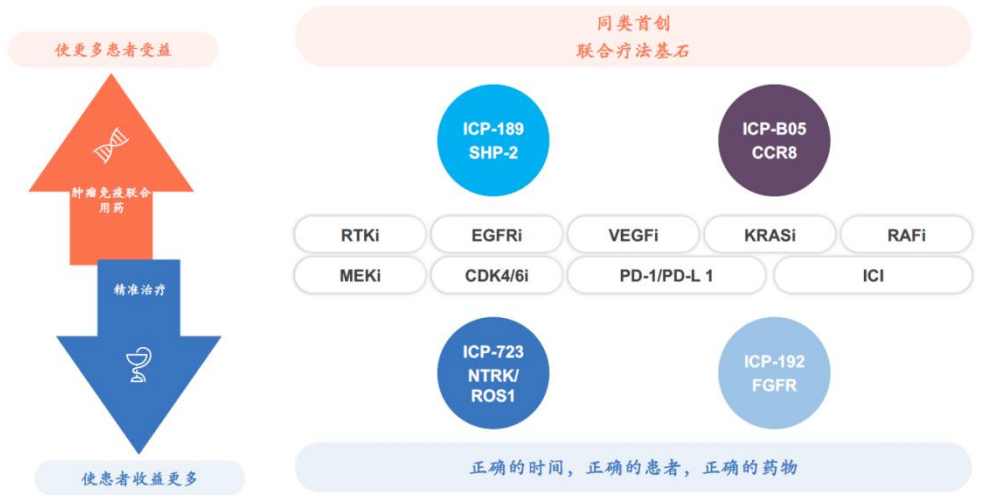 使更多患者受益
肿瘤免疫联合
用药
精准治疗
使患者收益更多
同类首创
联合疗法基石
ICP-189
SHP-2
ICP-B05
CCR8
RTKi
EGFRi
VEGFi
KRASi
RAFi
MEKi
CDK4/6i
PD-1/PD-L 1
ICI
ICP-723
NTRK/
ROS1
ICP-192
FGFR
正确的时间，正确的患者，正确的药物